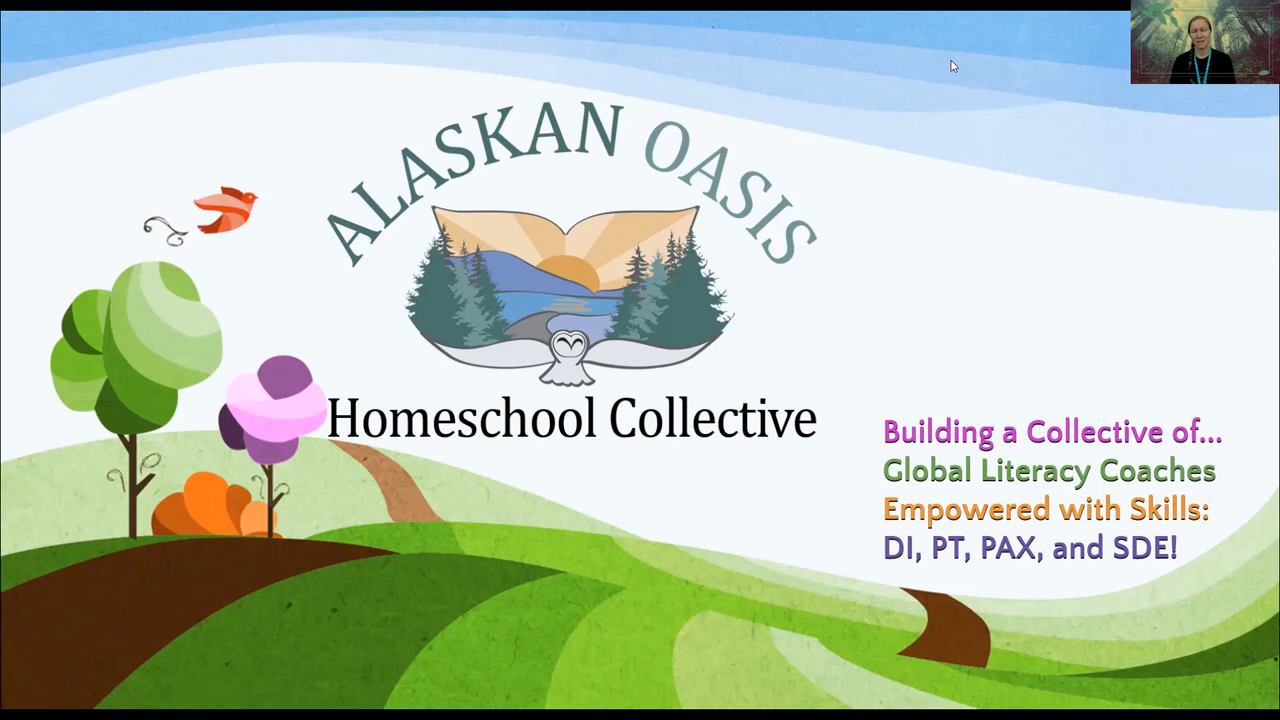 ALASKAN OASIS
Homeschool Collective
Building a Collective of...
Global Literacy Coaches
Empowered with Skills:
DI, PT, PAX, and SDE!